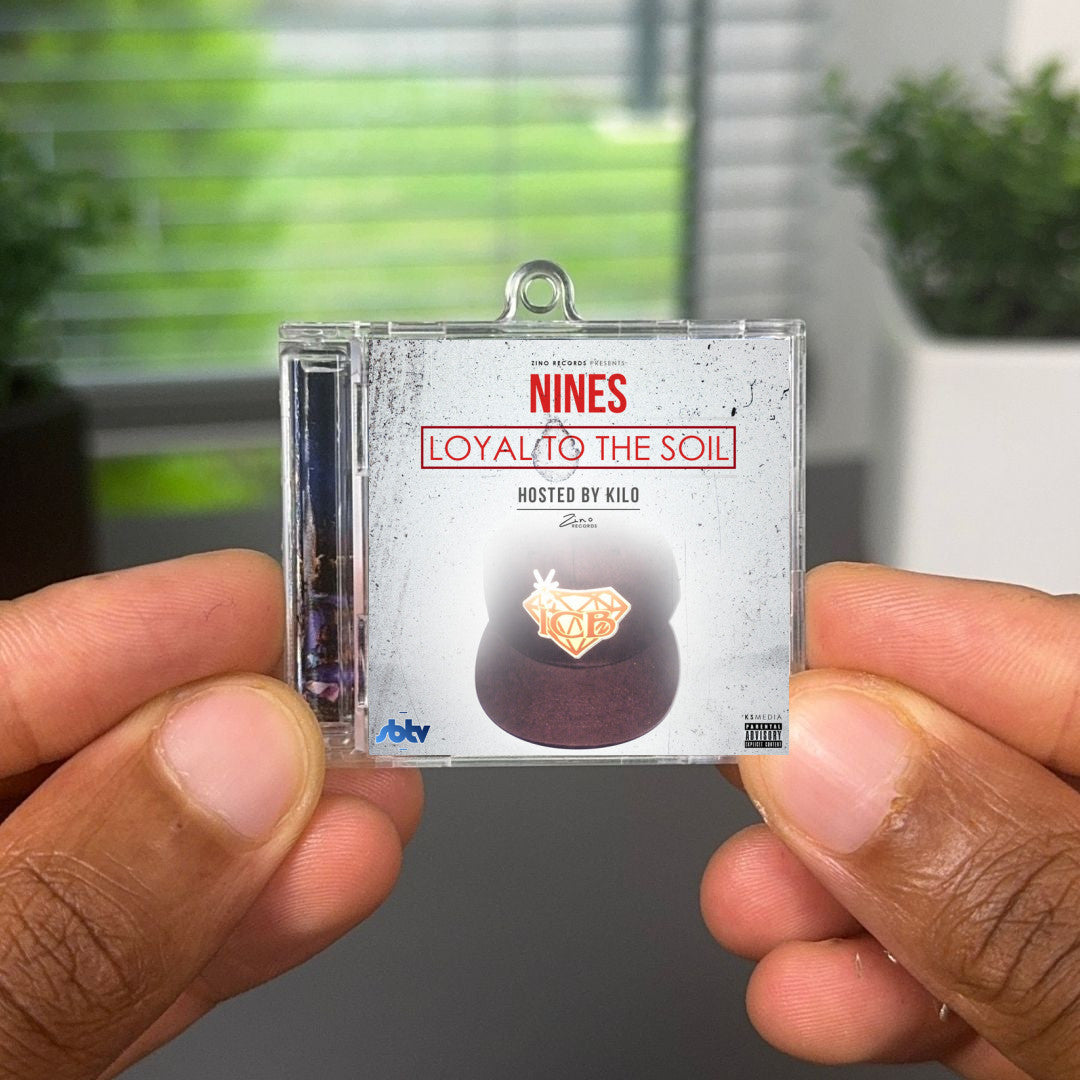 ZINO RECORDS PRESENTS
NINES
LOYAL TO THE SOIL
HOSTED BY KILO
Zino
RECORDS
ICB
sbtv
KSMEDIA
PARENTAL
ADVISORY
EXPLICIT CONTENT